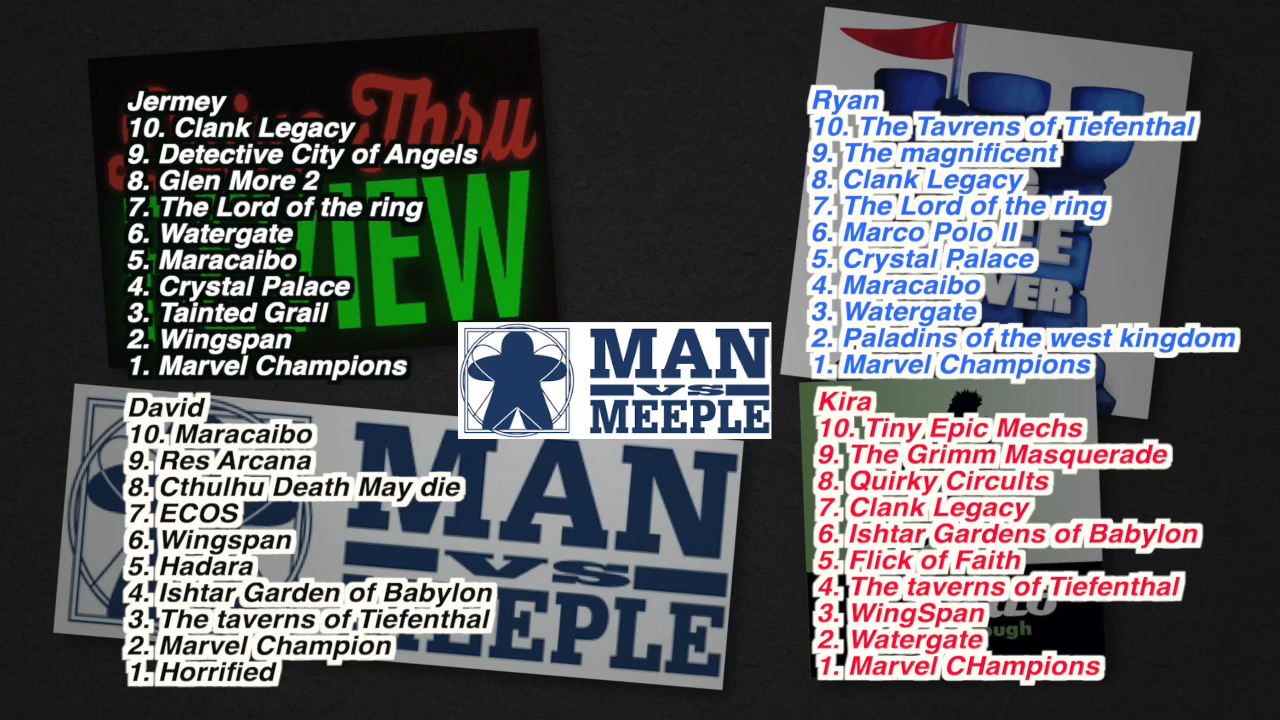 Jermey
10. Clank Legacy
9. Detective City of Angels
8. Glen More 2
7. The Lord of the ring
6. Watergate
5. Maracaibo
4. Crystal Palace
3. Tainted Grail
2. Wingspan
1. Marvel Champions
Thru
Ryan
10. The Tavrens of Tiefenthal
9. The magnificent
8. Clank Legacy
7. The Lord of the ring
6. Marco Polo II
5. Crystal Palace
4. Maracaibo
3. Watergate
2. Paladins of the west kingdom
1. Marvel Champions
MAN
VS
MEEPLE
David
10. Maracaibo
9. Res Arcana
8. Cthulhu Death May die
7. ECOS
6. Wingspan
5. Hadara
4. Ishtar Garden of Babylon
3. The taverns of Tiefenthal
2. Marvel Champion
1. Horrified
MAN
VS
Kira
10. Tiny Epic Mechs
9. The Grimm Masquerade
8. Quirky Circults
7. Clank Legacy
6. Ishtar Gardens of Babylon
5. Flick of Faith
4. The taverns of Tiefenthal
3. WingSpan
2. Watergate
1. Marvel CHampions